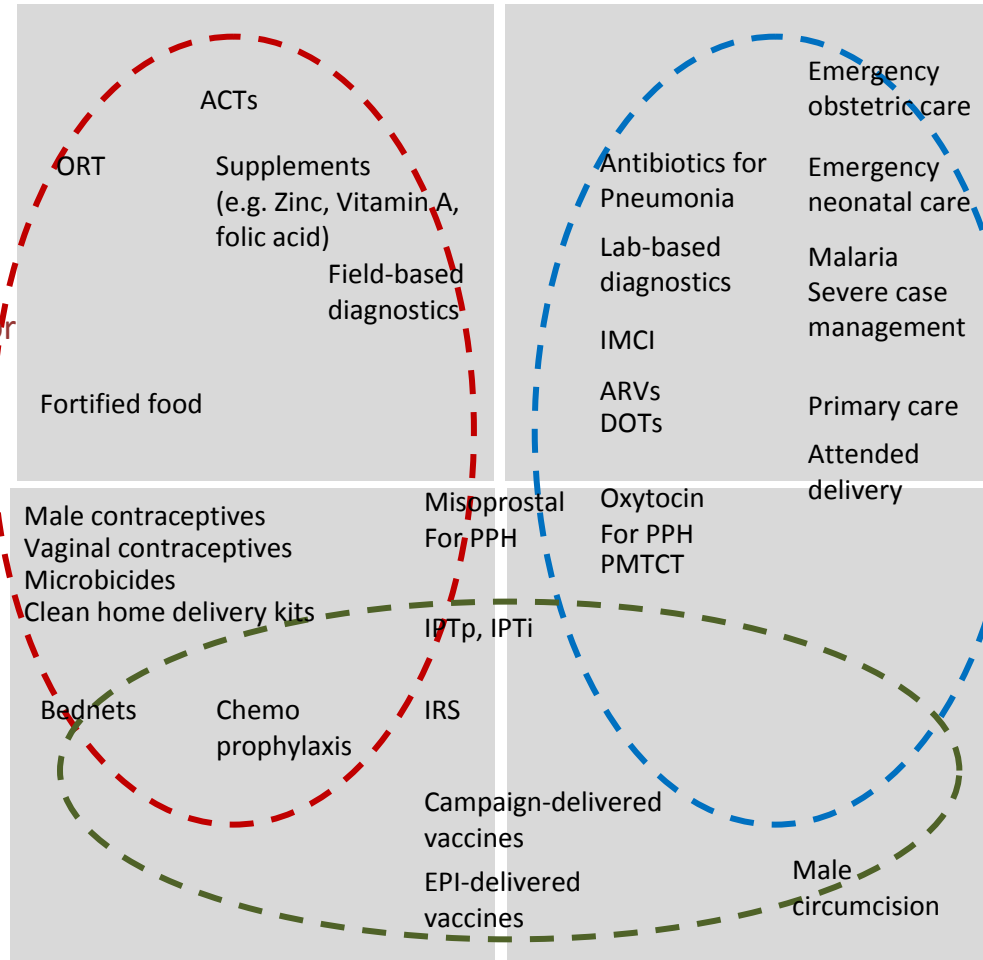 ACTs
ORT
Supplements
(e.g. Zinc, Vitamin A,
folic acid)
Field-based
diagnostics
Fortified food
Emergency
obstetric care
Antibiotics for
Pneumonia
Emergency
neonatal care
Lab-based
diagnostics
Malaria
Severe case
management
IMCI
ARVs
DOTs
Primary care
Attended
delivery
Male contraceptives
Vaginal contraceptives
Microbicides
Clean home delivery kits
Misoprostal
For PPH
Oxytocin
For PPH
PMTCT
IPTp, IPTi
Bednets
Chemo
prophylaxis
IRS
Campaign-delivered
vaccines
EPI-delivered
vaccines
Male
circumcision